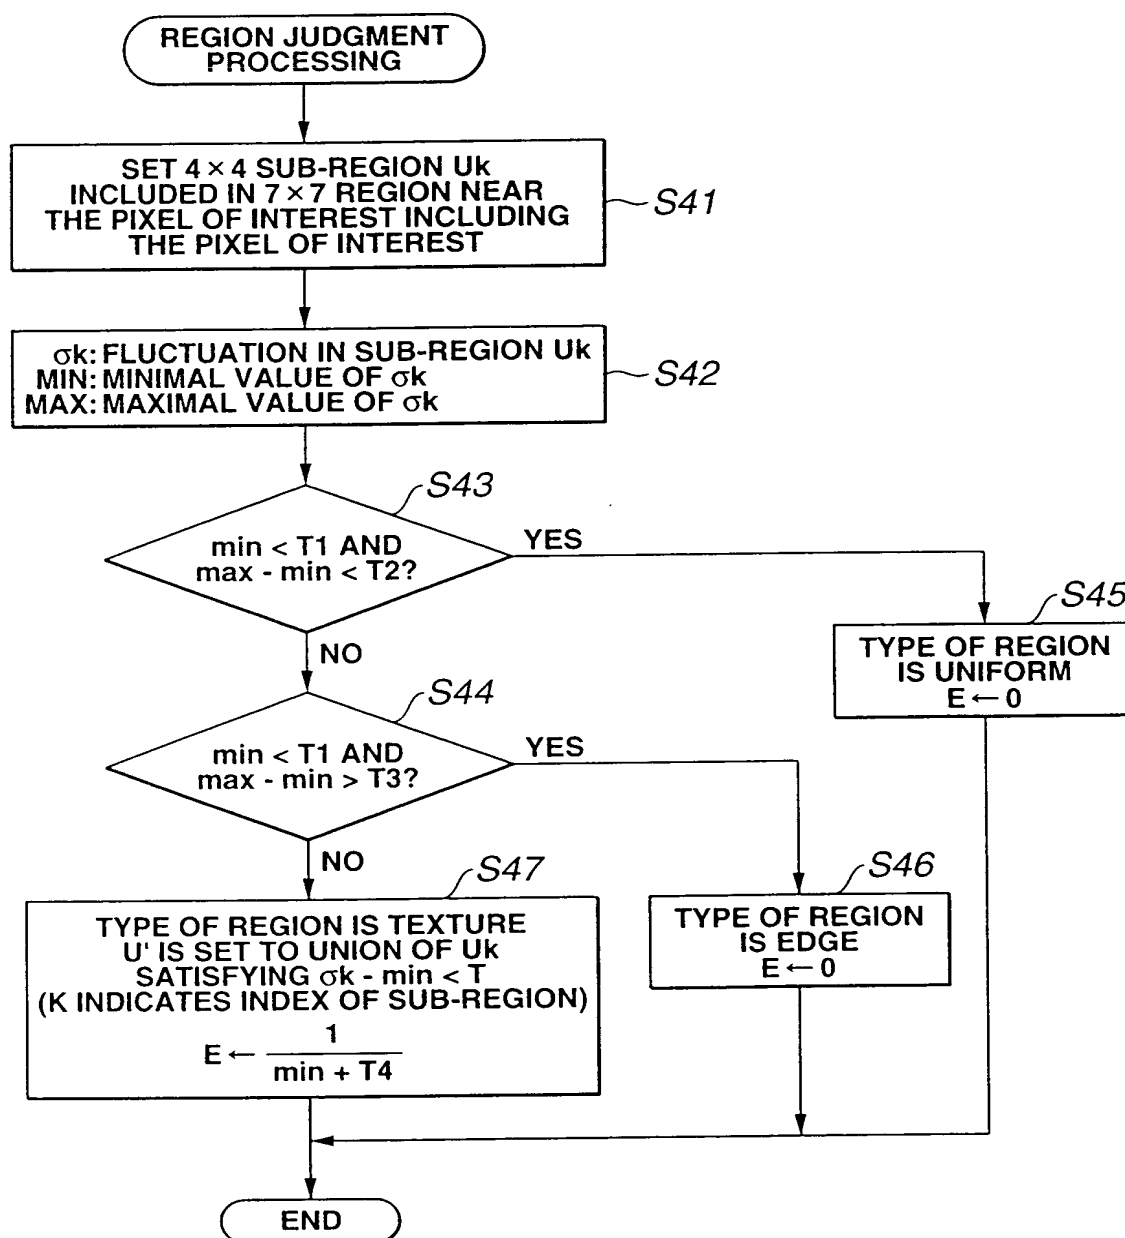 REGION JUDGMENT
PROCESSING
SET 4 × 4 SUB-REGION Uk
INCLUDED IN 7 × 7 REGION NEAR
THE PIXEL OF INTEREST INCLUDING
THE PIXEL OF INTEREST
S41
σk: FLUCTUATION IN SUB-REGION Uk
MIN: MINIMAL VALUE OF σk
MAX: MAXIMAL VALUE OF σk
S42
S43
min < T1 AND
max - min < T2?
YES
NO
S45
TYPE OF REGION
IS UNIFORM
E ← 0
S44
min < T1 AND
max - min > T3?
YES
NO
S46
TYPE OF REGION
IS EDGE
E ← 0
S47
TYPE OF REGION IS TEXTURE
U' IS SET TO UNION OF Uk
SATISFYING σk - min < T
(K INDICATES INDEX OF SUB-REGION)
1
E ←
min + T4
END